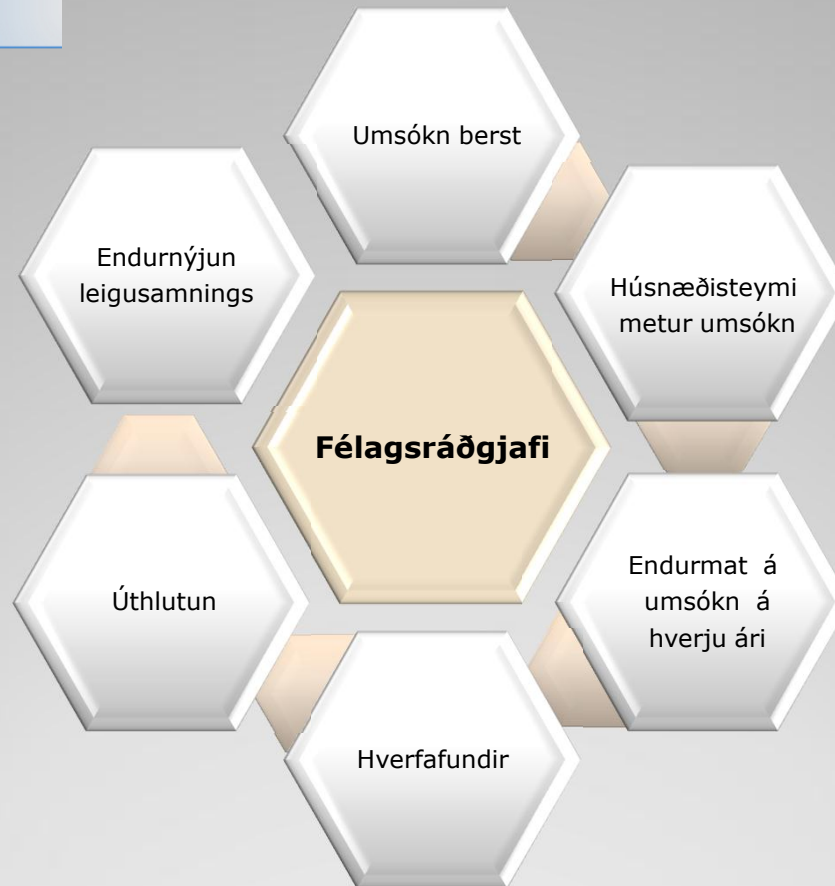 Umsókn berst
Húsnæðisteymi
metur umsókn
Endurmat á
umsókn á
hverju ári
Hverfafundir
Úthlutun
Endurnýjun
leigusamnings
Félagsráðgjafi